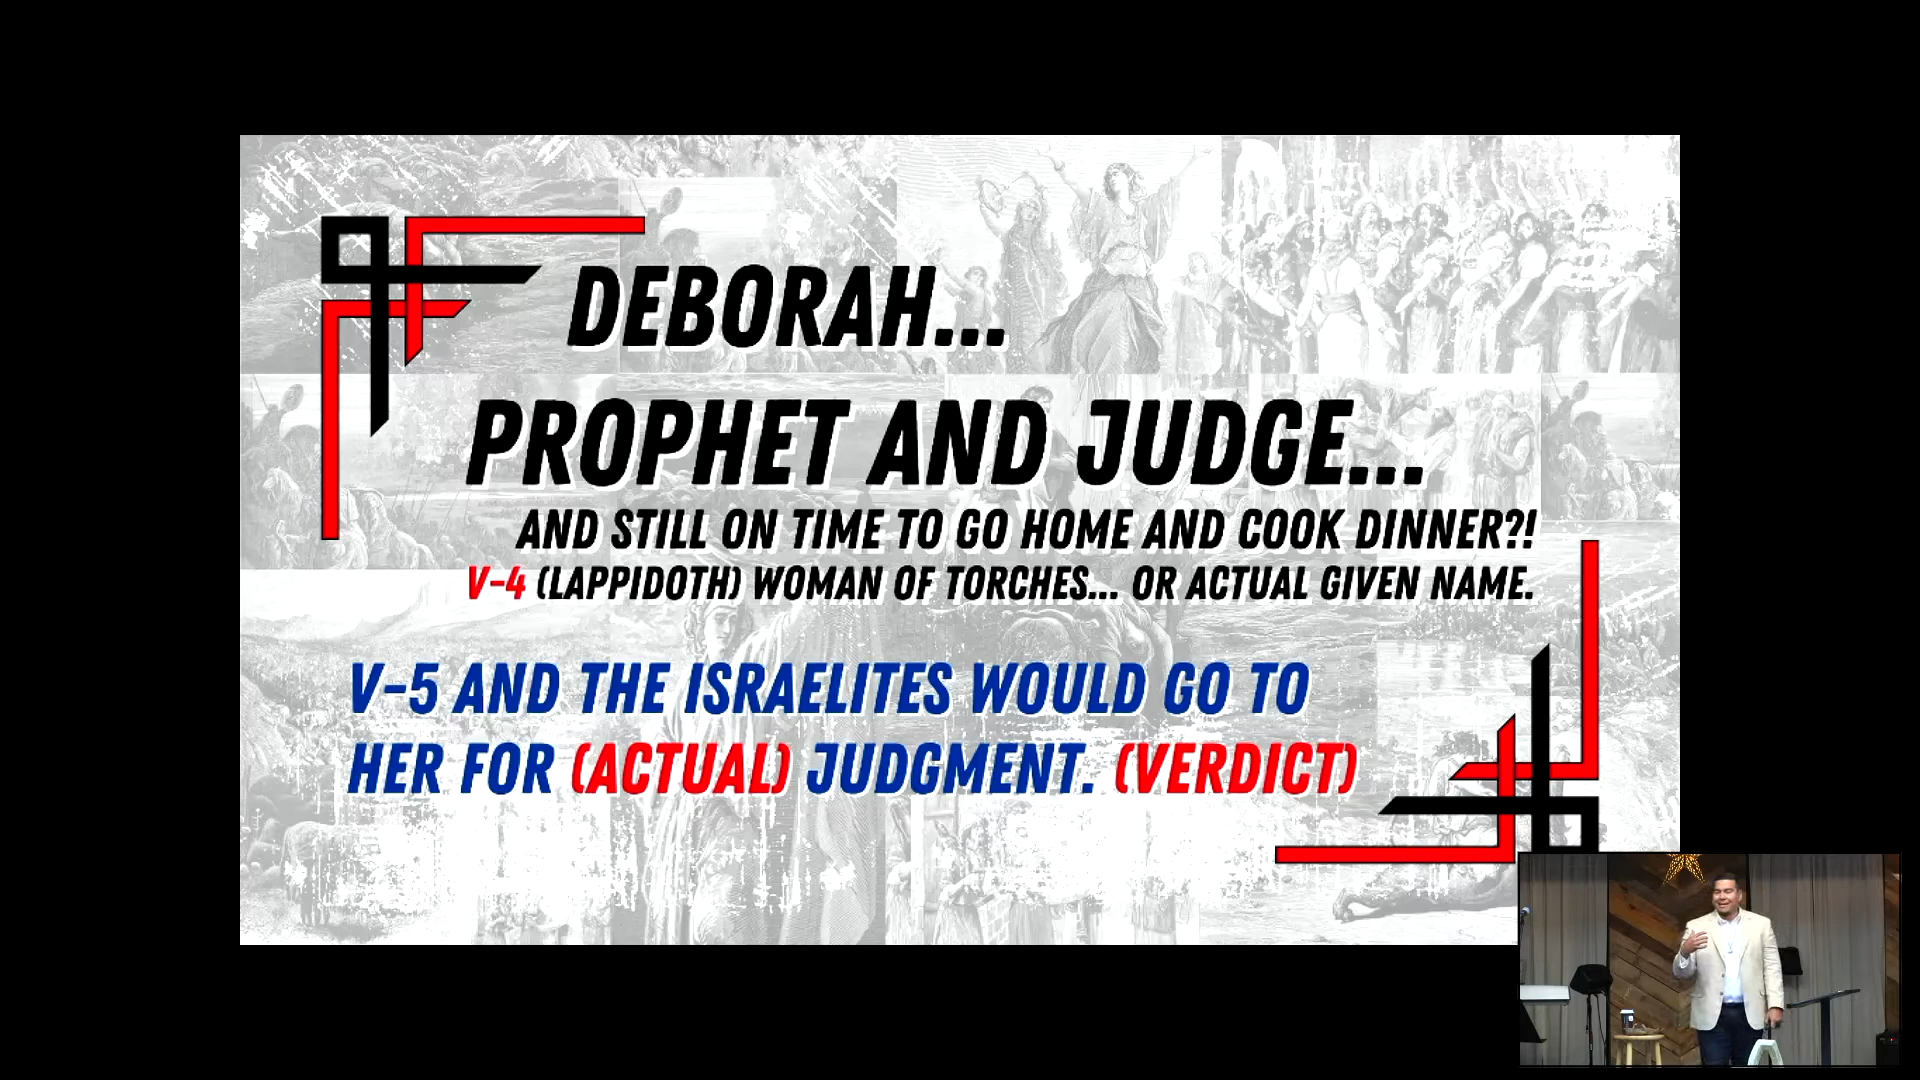 DEBORAH...
PROPHET AND JUDGE...
AND STILL ON TIME TO GO HOME AND COOK DINNER?!
V-4 (LAPPIDOTH) WOMAN OF TORCHES... OR ACTUAL GIVEN NAME.
V-5 AND THE ISRAELITES WOULD GO TO
HER FOR (ACTUAL) JUDGMENT. (VERDICT)